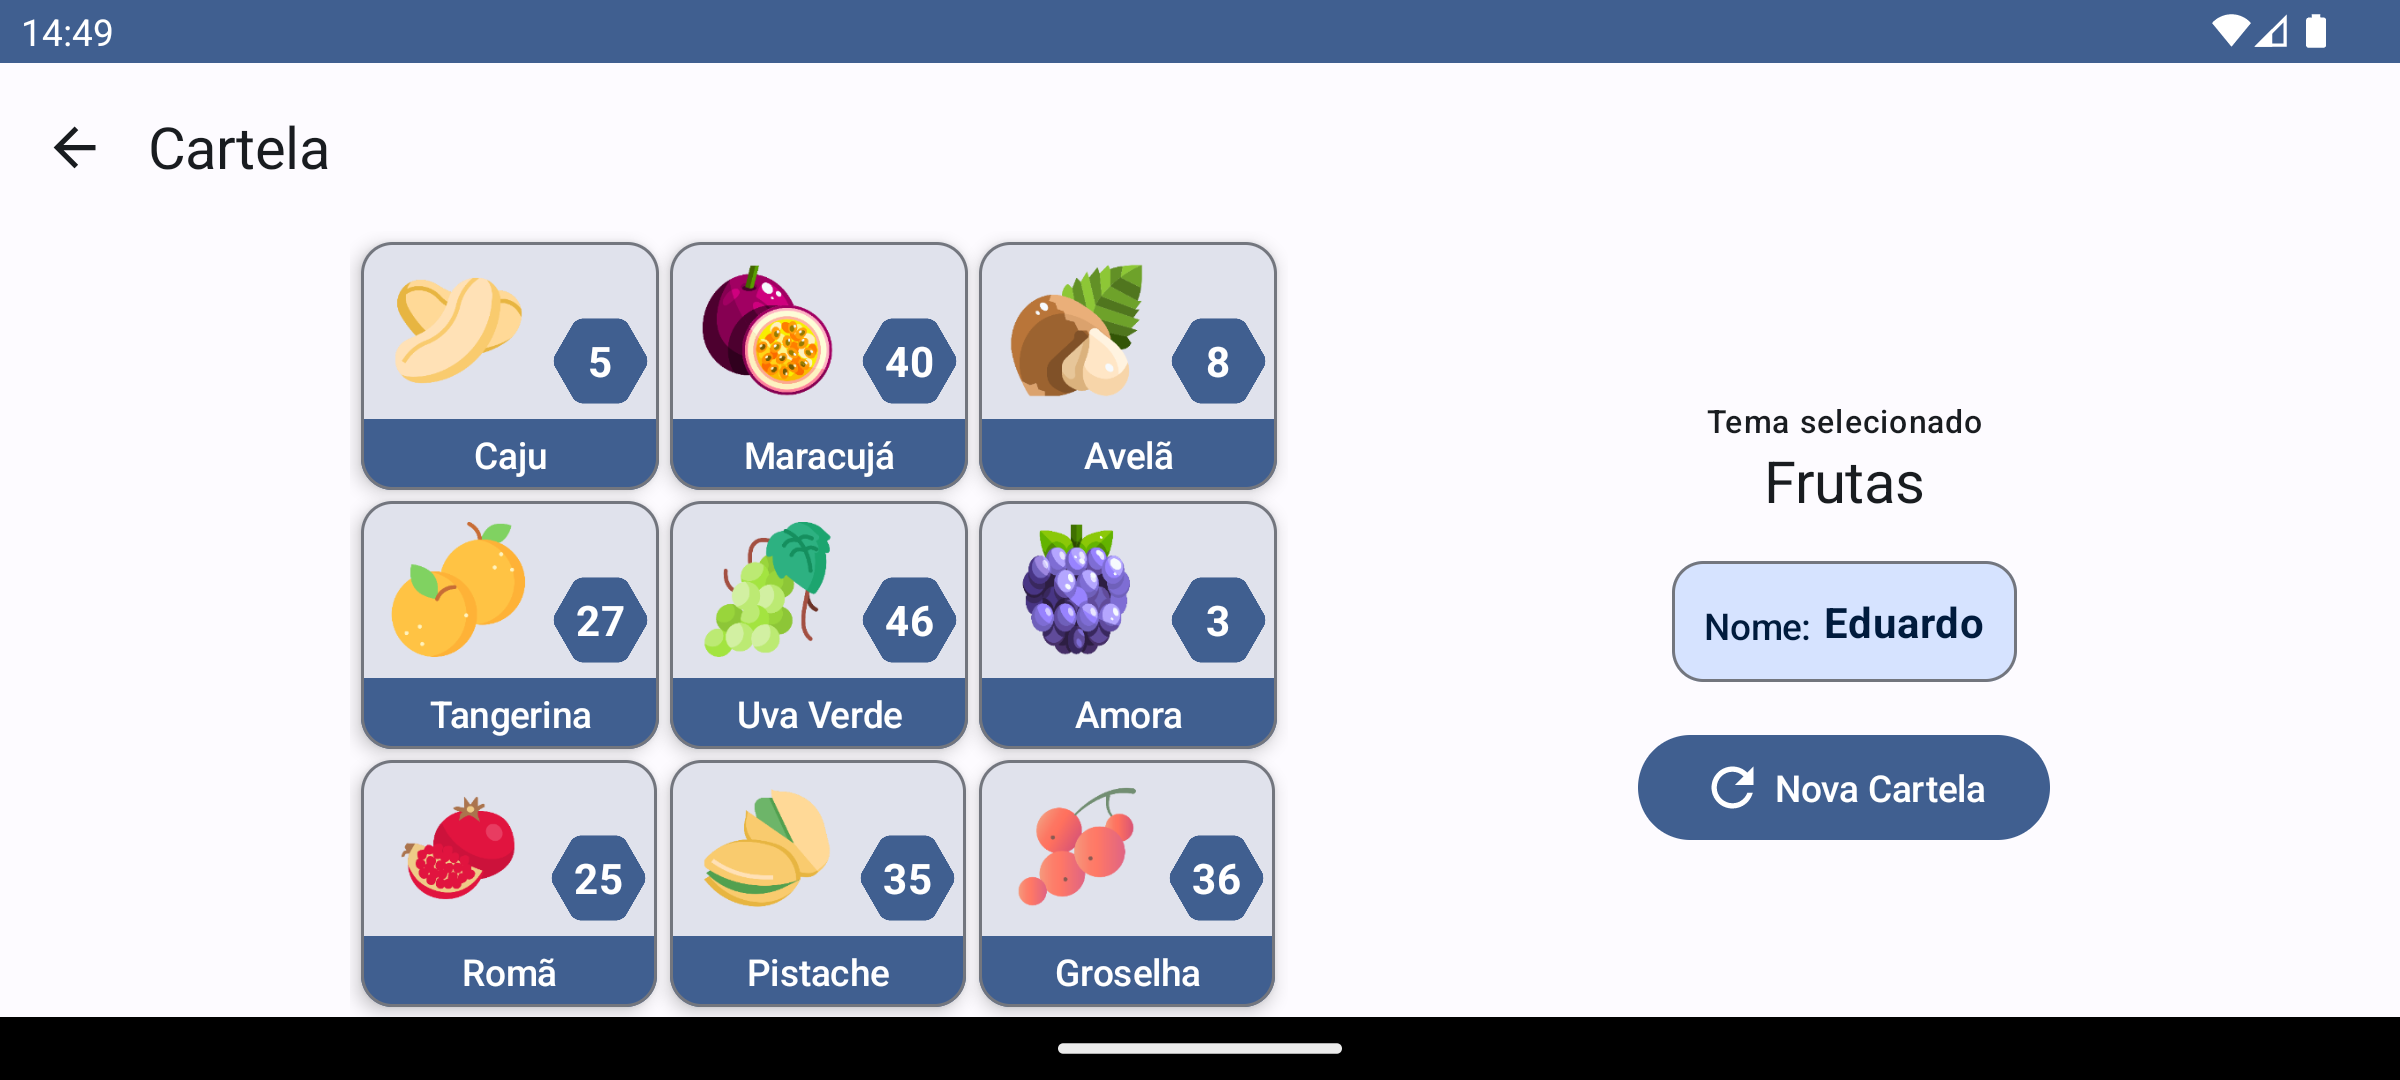 14:49
Cartela
5
Caju
40
Maracujá
8
Avelã
27
Tangerina
46
Uva Verde
3
Amora
25
Romã
35
Pistache
36
Groselha
Tema selecionado
Frutas
Nome: Eduardo
Nova Cartela